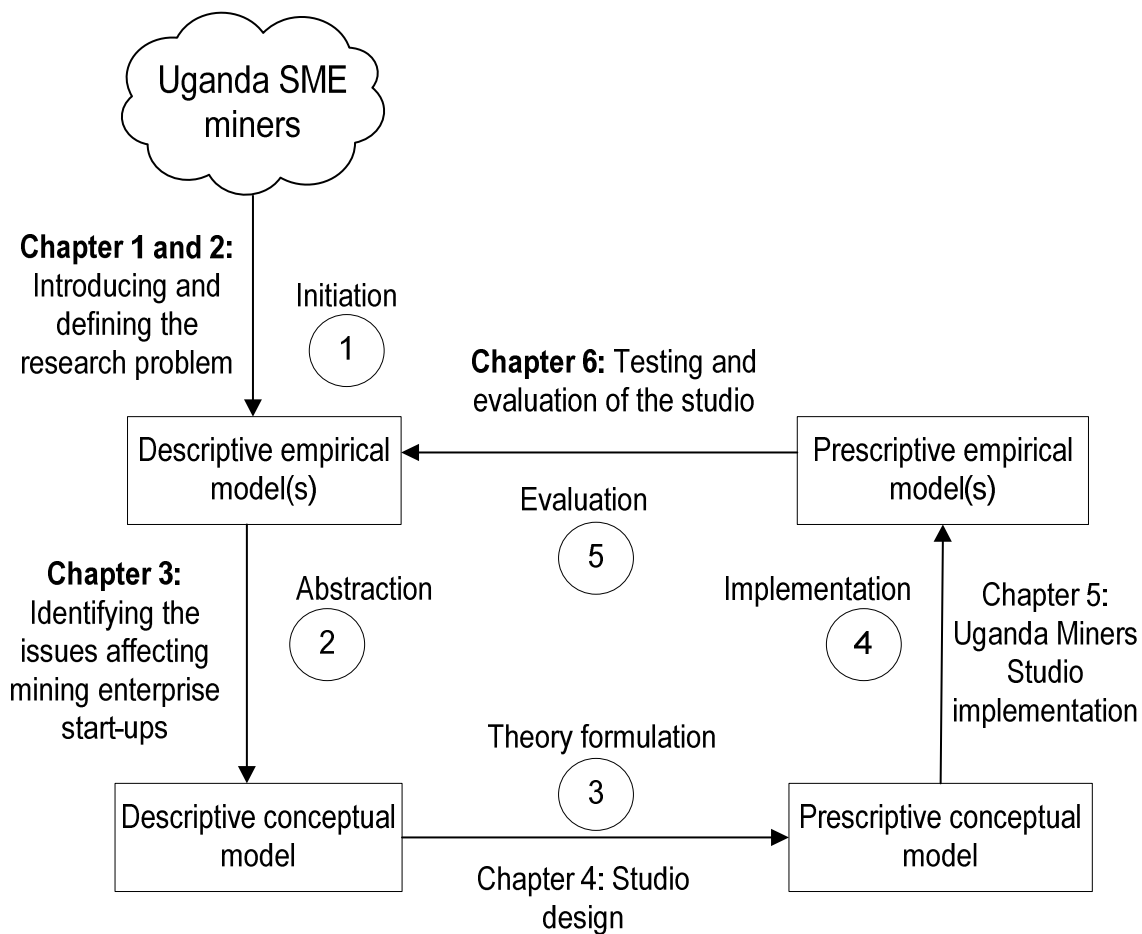 Uganda SME
miners
Chapter 1 and 2:
Introducing and
defining the
research problem
Initiation
1
Chapter 6: Testing and
evaluation of the studio
Descriptive empirical
model(s)
Prescriptive empirical
model(s)
Evaluation
5
Chapter 3:
Identifying the
issues affecting
mining enterprise
start-ups
Abstraction
2
Implementation
4
Chapter 5:
Uganda Miners
Studio
implementation
Theory formulation
3
Descriptive conceptual
model
Prescriptive conceptual
model
Chapter 4: Studio
design